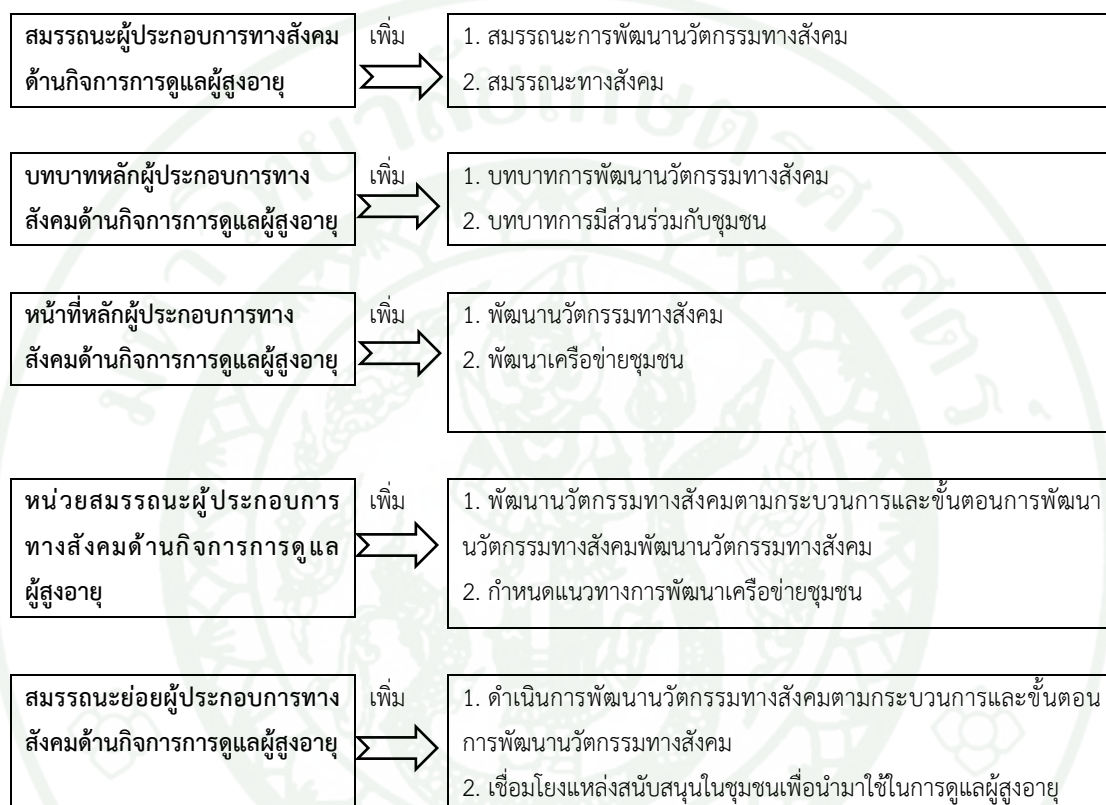 สมรรถนะผู้ประกอบการทางสังคม
ด้านกิจการการดูแลผู้สูงอายุ
เพิ่ม
1. สมรรถนะการพัฒนานวัตกรรมทางสังคม
2. สมรรถนะทางสังคม
บทบาทหลักผู้ประกอบการทาง
สังคมด้านกิจการการดูแลผู้สูงอายุ
เพิ่ม
1. บทบาทการพัฒนานวัตกรรมทางสังคม
2. บทบาทการมีส่วนร่วมกับชุมชน
หน้าที่หลักผู้ประกอบการทาง
สังคมด้านกิจการการดูแลผู้สูงอายุ
เพิ่ม
1. พัฒนานวัตกรรมทางสังคม
2. พัฒนาเครือข่ายชุมชน
หน่วยสมรรถนะผู้ประกอบการ
ทางสังคมด้านกิจการการดูแล
ผู้สูงอายุ
เพิ่ม
1. พัฒนานวัตกรรมทางสังคมตามกระบวนการและขั้นตอนการพัฒนา
นวัตกรรมทางสังคมพัฒนานวัตกรรมทางสังคม
2. กำหนดแนวทางการพัฒนาเครือข่ายชุมชน
สมรรถนะย่อยผู้ประกอบการทาง
สังคมด้านกิจการการดูแลผู้สูงอายุ
เพิ่ม
1. ดำเนินการพัฒนานวัตกรรมทางสังคมตามกระบวนการและขั้นตอน
การพัฒนานวัตกรรมทางสังคม
2. เชื่อมโยงแหล่งสนับสนุนในชุมชนเพื่อนำมาใช้ในการดูแลผู้สูงอายุ
มหาวิทยาลัยเกษตรศาสตร์